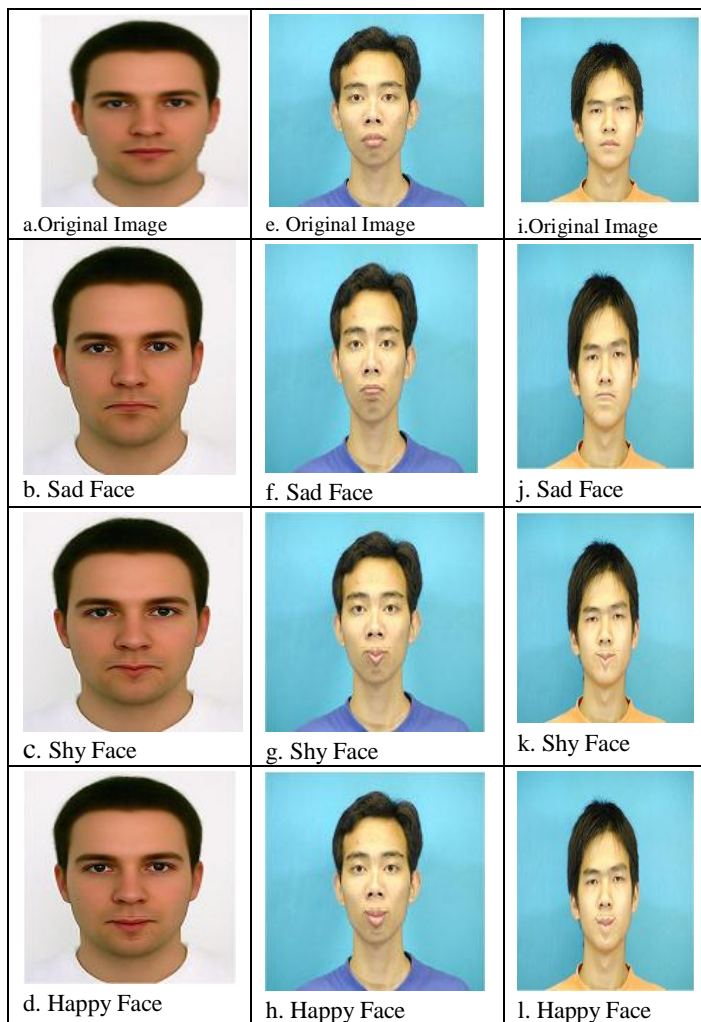 a.Original Image
e. Original Image
i.Original Image
b. Sad Face
f. Sad Face
j. Sad Face
c. Shy Face
g. Shy Face
k. Shy Face
d. Happy Face
h. Happy Face
l. Happy Face